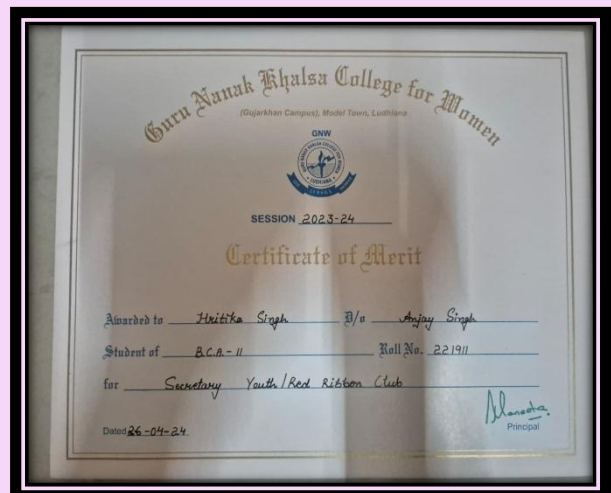 Guru Nanak Khalsa College for Women
(Gujarkhan Campus), Model Town, Ludhiana
GNW
LUDHIANA
SESSION 2023-24
Certificate of Merit
Awarded to Hritika Singh D/o Anjay Singh
Student of B.C.A-II Roll No. 221911
for Secretary Youth/Red Ribbon Club
Dated 26-04-24
Principal